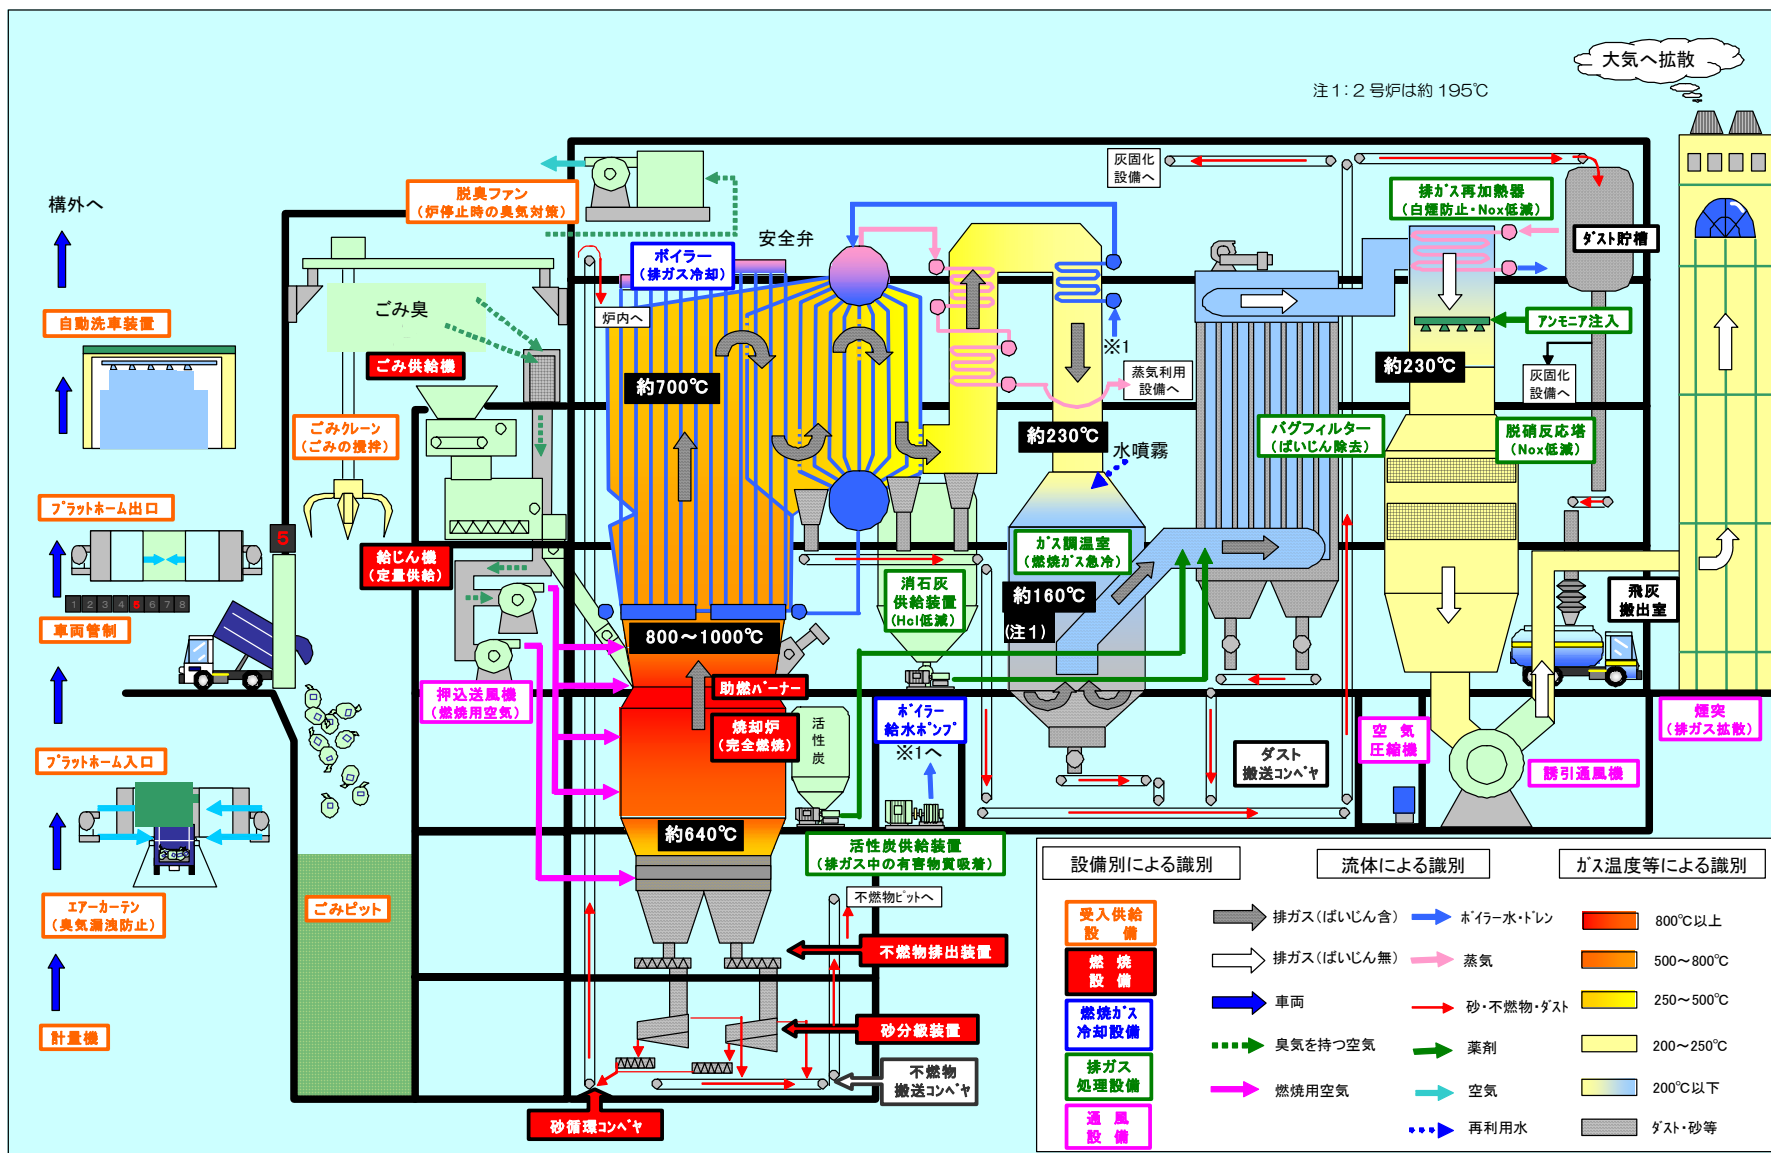 大気へ拡散
注1：2号炉は約195℃
灰固化
設備へ
排ガス再加熱器
(白煙防止・Nox低減)
脱臭ファン
(炉停止時の臭気対策)
構外へ
安全弁
ボイラー
(排ガス冷却)
ダスト貯槽
ごみ臭
炉内へ
自動洗車装置
アンモニア注入
※1
ごみ供給機
約700℃
蒸気利用
設備へ
約230℃
灰固化
設備へ
ごみクレーン
(ごみの攪拌)
約230℃
水噴霧
バグフィルター
(ばいじん除去)
脱硝反応塔
(Nox低減)
プラットホーム出口
5
給じん機
(定量供給)
ガス調温室
(燃焼ガス急冷)
消石灰
供給装置
(Hcl低減)
約160℃
(注1)
飛灰
搬出室
1 2 3 4 5 6 7 8
車両管制
800～1000℃
押込送風機
(燃焼用空気)
助燃バーナー
焼却炉
(完全燃焼)
活性炭
ボイラー
給水ポンプ
※1へ
空気
圧縮機
煙突
(排ガス拡散)
ダスト
搬送コンベヤ
誘引通風機
プラットホーム入口
約640℃
活性炭供給装置
(排ガス中の有害物質吸着)
エアーカーテン
(臭気漏洩防止)
ごみピット
不燃物ピットへ
不燃物排出装置
計量機
砂分級装置
不燃物
搬送コンベヤ
砂循環コンベヤ
設備別による識別
流体による識別
ガス温度等による識別
受入供給
設備
燃焼
設備
燃焼ガス
冷却設備
排ガス
処理設備
通風
設備
排ガス(ばいじん含)
排ガス(ばいじん無)
車両
臭気を持つ空気
燃焼用空気
ボイラー水・ドレン
蒸気
砂・不燃物・ダスト
薬剤
空気
再利用水
800℃以上
500～800℃
250～500℃
200～250℃
200℃以下
ダスト・砂等